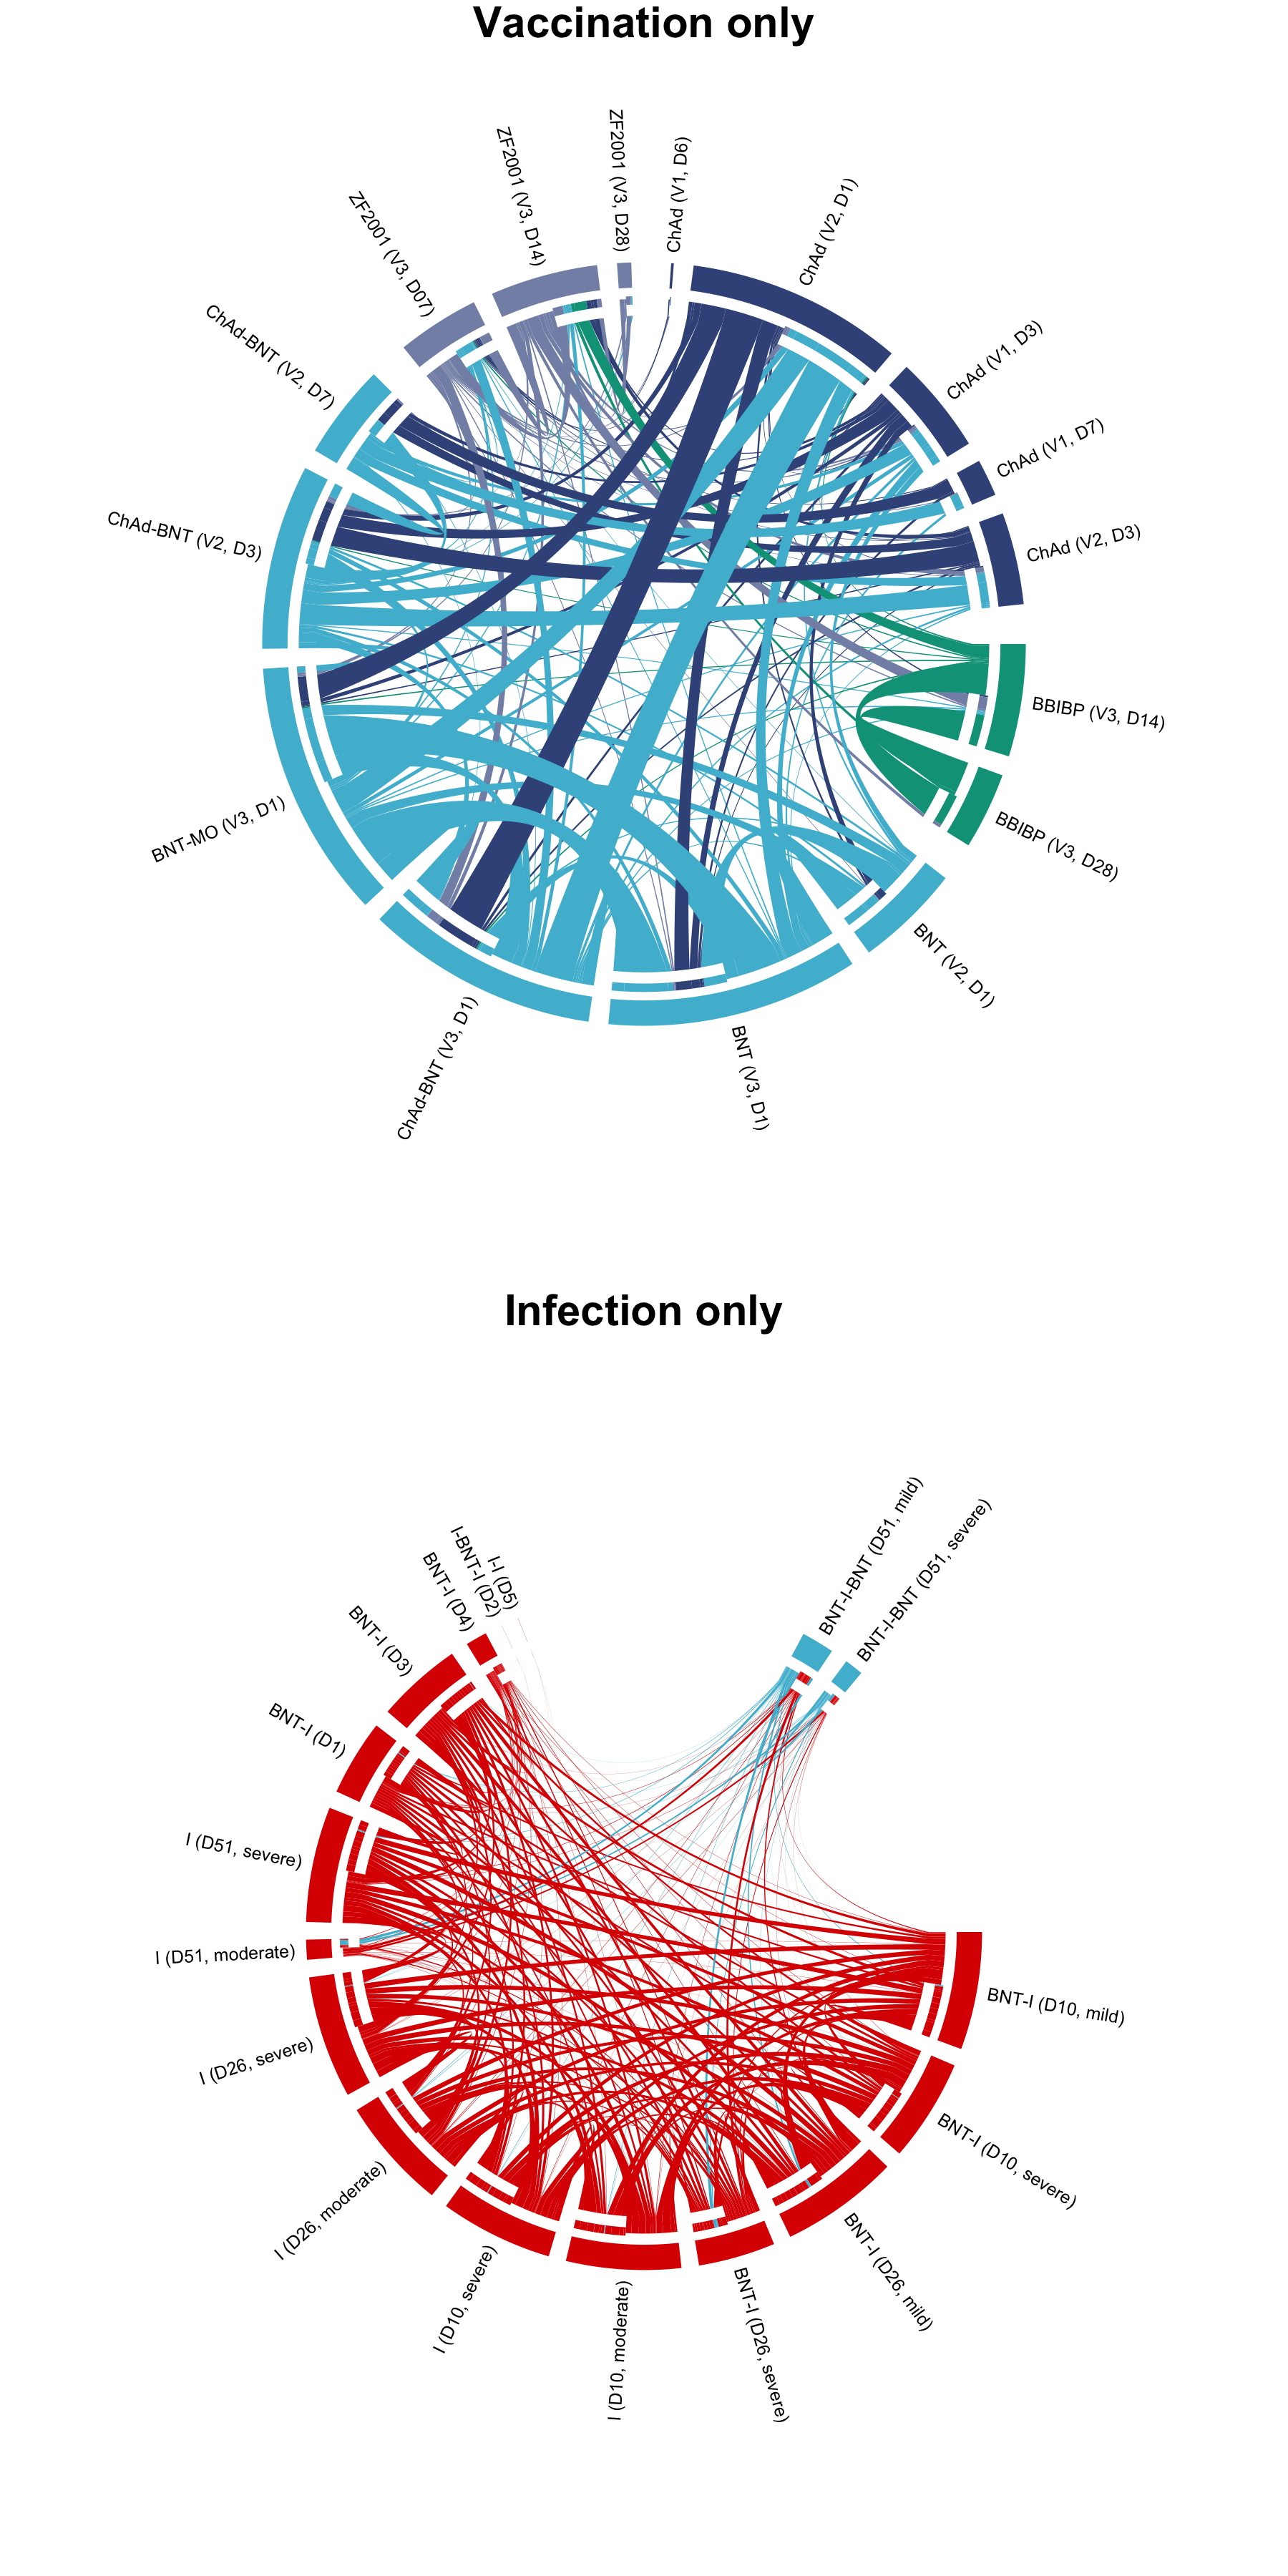 Vaccination only
ZF2001 (V3, D28)
ChAd (V1, D6)
ZF2001 (V3, D14)
ChAd (V2, D1)
ZF2001 (V3, D07)
ChAd (V1, D3)
ChAd-BNT (V2, D7)
ChAd (V1, D7)
ChAd-BNT (V2, D3)
ChAd (V2, D3)
BBIBP (V3, D14)
BNT-MO (V3, D1)
BBIBP (V3, D28)
BNT (V2, D1)
ChAd-BNT (V3, D1)
BNT (V3, D1)
Infection only
BNT-I-BNT (D51, mild)
BNT-I-BNT (D51, severe)
I-I (D5)
I-BNT-I (D2)
BNT-I (D4)
BNT-I (D3)
BNT-I (D1)
I (D51, severe)
I (D51, moderate)
BNT-I (D10, mild)
I (D26, severe)
BNT-I (D10, severe)
I (D26, moderate)
BNT-I (D26, mild)
I (D10, severe)
I (D10, moderate)
BNT-I (D26, severe)